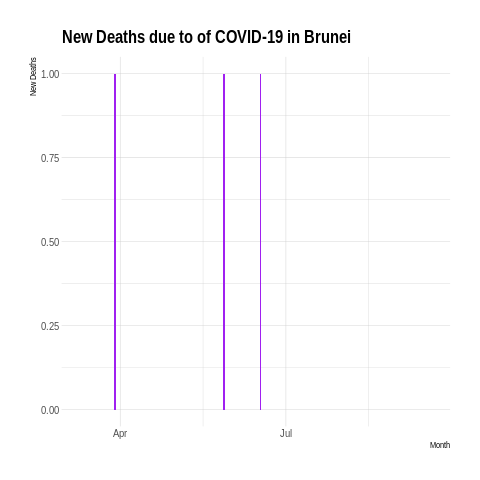 New Deaths due to of COVID-19 in Brunei
New Deaths
1.00
0.75
0.50
0.25
0.00
Apr
Jul
Month